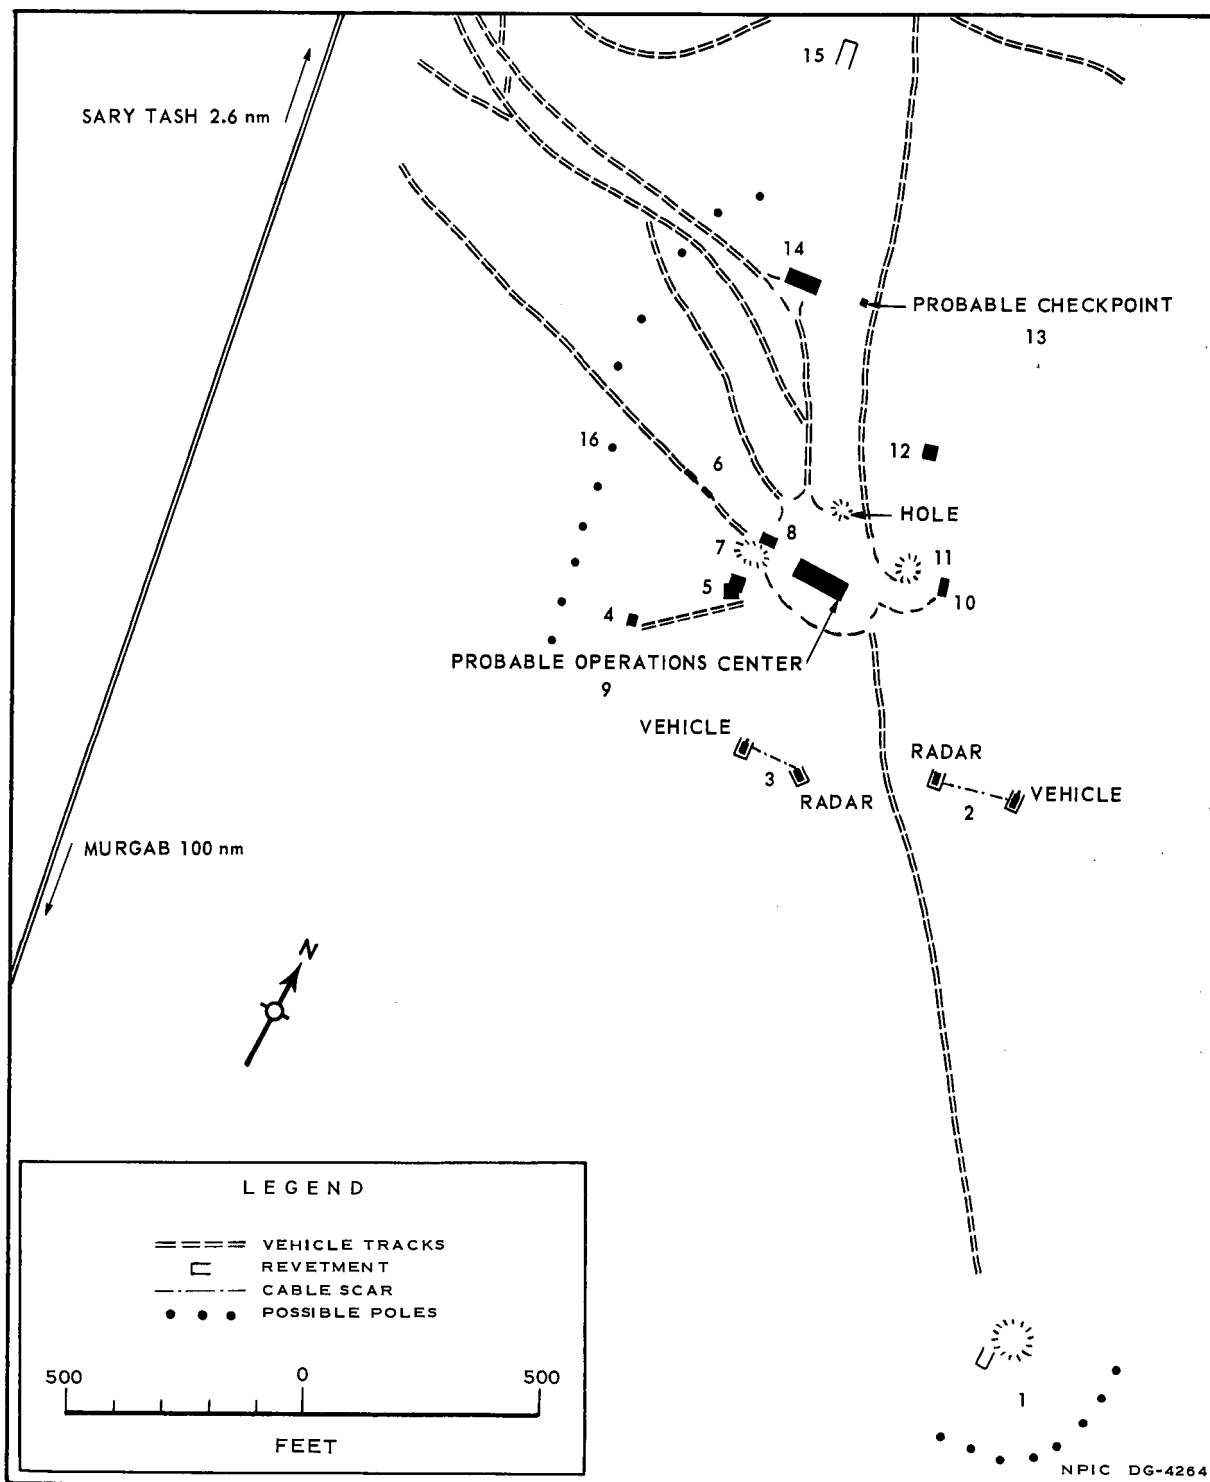 15
SARY TASH 2.6 nm
14
PROBABLE CHECKPOINT
13
16
12
6
HOLE
8
7
11
5
10
4
PROBABLE OPERATIONS CENTER
9
VEHICLE
RADAR
3
RADAR
VEHICLE
2
MURGAB 100 nm
N
LEGEND
VEHICLE TRACKS
REVETMENT
CABLE SCAR
POSSIBLE POLES
500 0 500
FEET
1
NPIC DG-4264